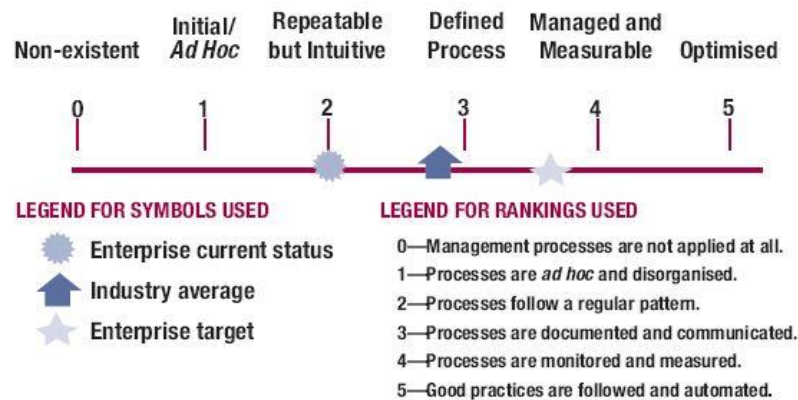 Non-existent
Initial/
Ad Hoc
Repeatable
but Intuitive
Defined
Process
Managed and
Measurable
Optimised
0 1 2 3 4 5
LEGEND FOR SYMBOLS USED
Enterprise current status
Industry average
Enterprise target
LEGEND FOR RANKINGS USED
0—Management processes are not applied at all.
1—Processes are ad hoc and disorganised.
2—Processes follow a regular pattern.
3—Processes are documented and communicated.
4—Processes are monitored and measured.
5—Good practices are followed and automated.